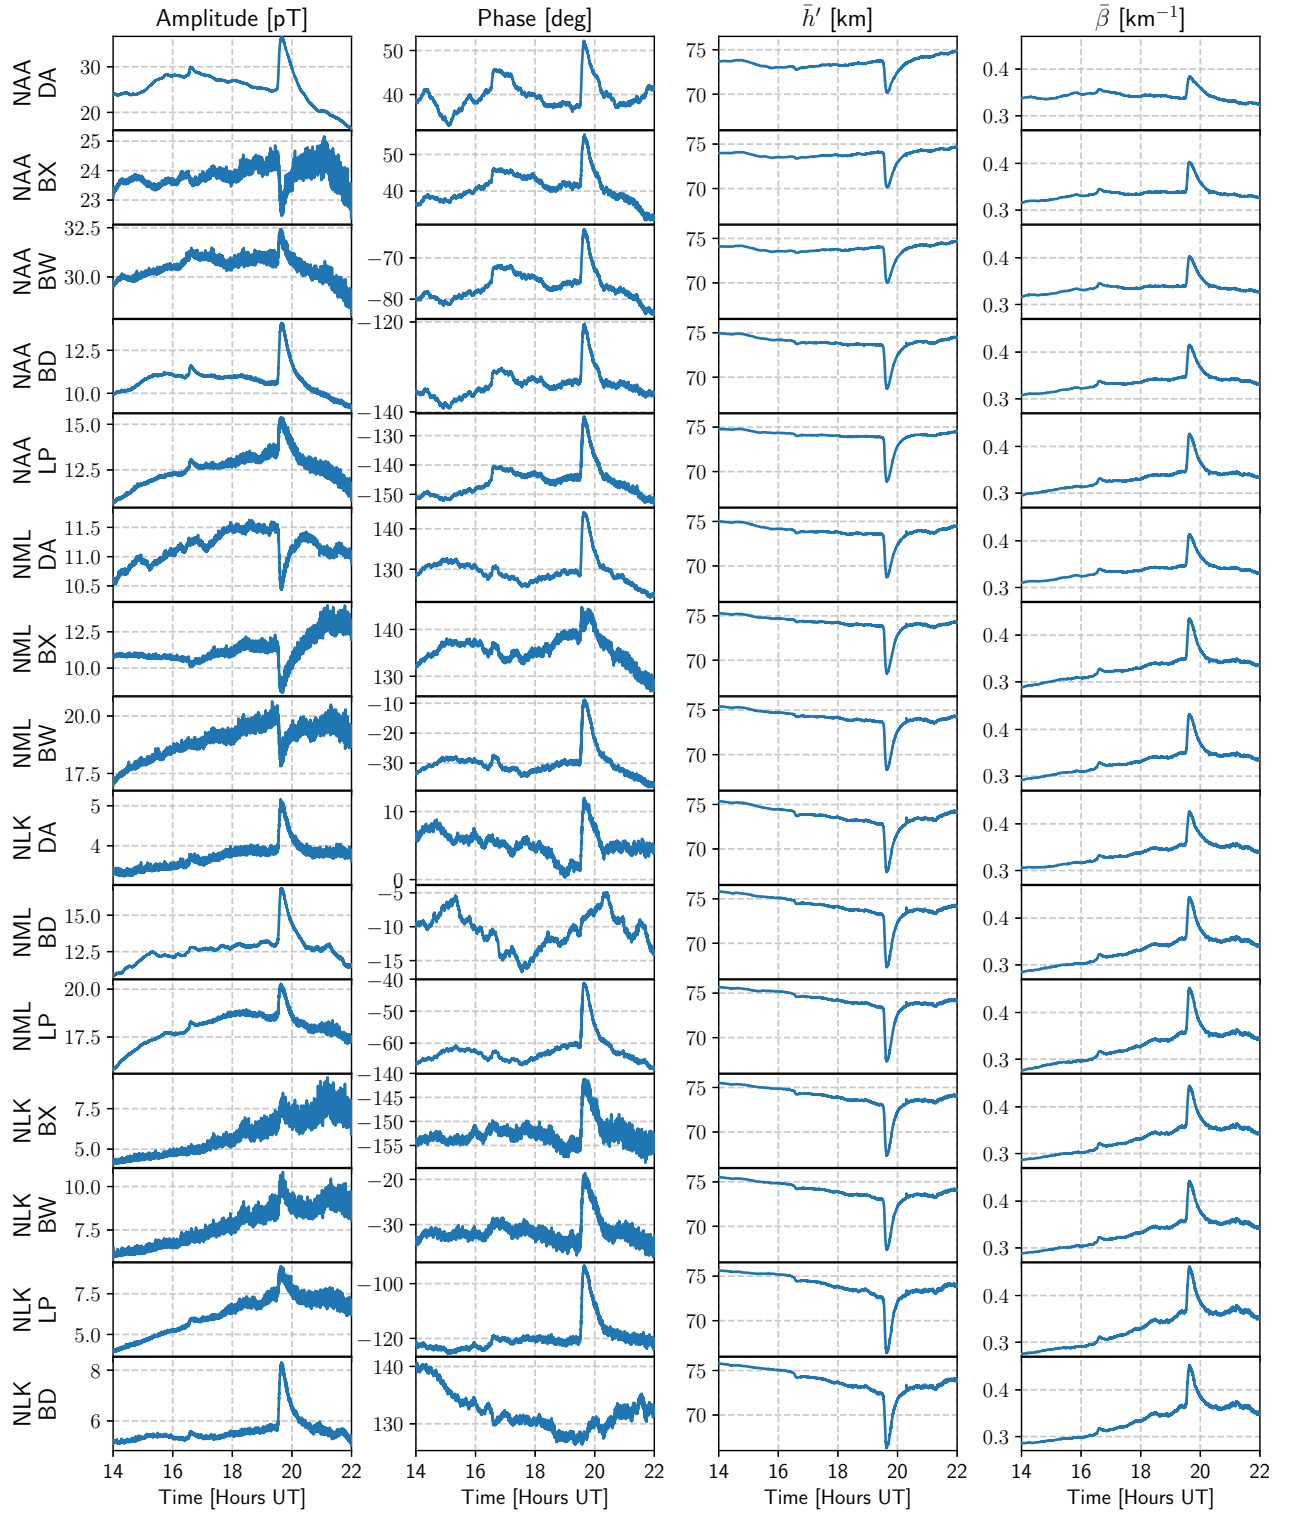 Amplitude [pT] Phase [deg] h̄′ [km] β̄ [km⁻¹]
NAA DA 30 20 50 40 75 70 0.4 0.3
NAA BX 25 24 23 50 40 75 70 0.4 0.3
NAA BW 32.5 30.0 −70 −80 75 70 0.4 0.3
NAA BD 12.5 10.0 −120 −140 75 70 0.4 0.3
NAA LP 15.0 12.5 −130 −140 −150 75 70 0.4 0.3
NML DA 11.5 11.0 10.5 140 130 75 70 0.4 0.3
NML BX 12.5 10.0 140 130 75 70 0.4 0.3
NML BW 20.0 17.5 −10 −20 −30 75 70 0.4 0.3
NLK DA 5 4 10 0 75 70 0.4 0.3
NML BD 15.0 12.5 −5 −10 −15 75 70 0.4 0.3
NML LP 20.0 17.5 −40 −50 −60 75 70 0.4 0.3
NLK BX 7.5 5.0 −140 −145 −150 −155 75 70 0.4 0.3
NLK BW 10.0 7.5 −20 −30 75 70 0.4 0.3
NLK LP 7.5 5.0 −100 −120 75 70 0.4 0.3
NLK BD 8 6 140 130 75 70 0.4 0.3
14 16 18 20 22 14 16 18 20 22 14 16 18 20 22 14 16 18 20 22
Time [Hours UT] Time [Hours UT] Time [Hours UT] Time [Hours UT]